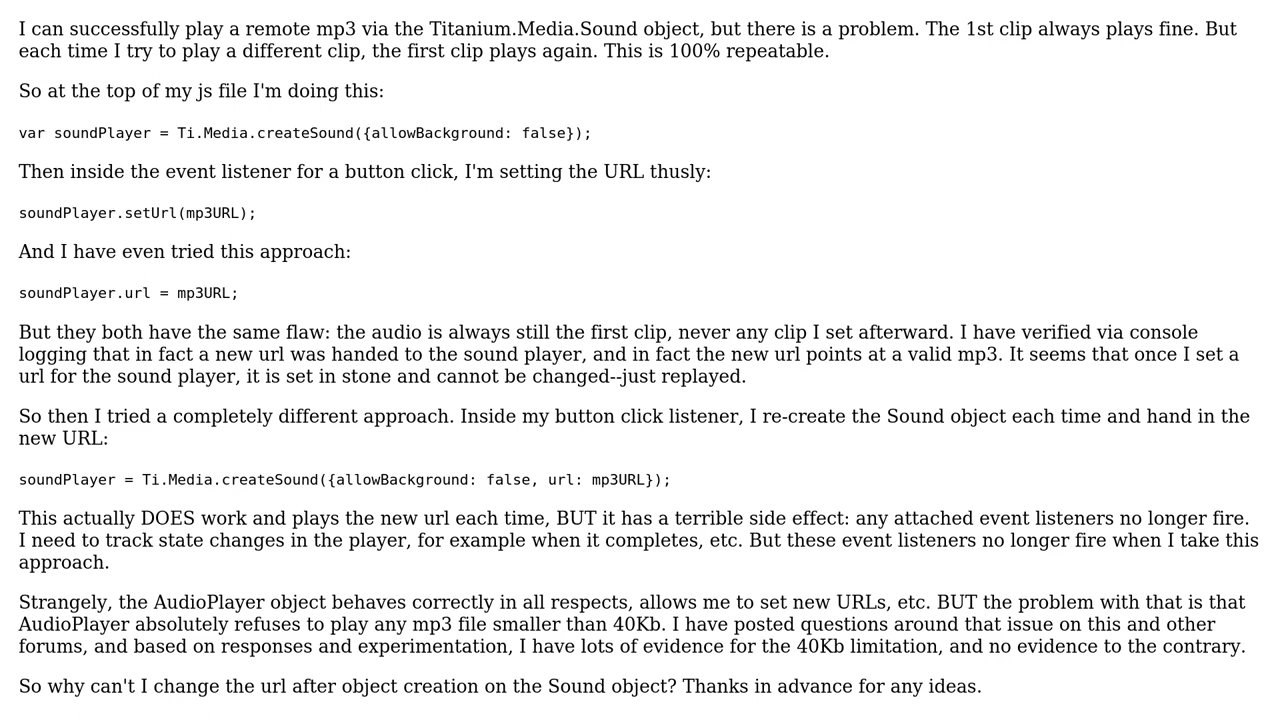 I can successfully play a remote mp3 via the Titanium.Media.Sound object, but there is a problem. The 1st clip always plays fine. But
each time I try to play a different clip, the first clip plays again. This is 100% repeatable.
So at the top of my js file I'm doing this:
var soundPlayer = Ti.Media.createSound({allowBackground: false});
Then inside the event listener for a button click, I'm setting the URL thusly:
soundPlayer.setUrl(mp3URL);
And I have even tried this approach:
soundPlayer.url = mp3URL;
But they both have the same flaw: the audio is always still the first clip, never any clip I set afterward. I have verified via console
logging that in fact a new url was handed to the sound player, and in fact the new url points at a valid mp3. It seems that once I set a
url for the sound player, it is set in stone and cannot be changed--just replayed.
So then I tried a completely different approach. Inside my button click listener, I re-create the Sound object each time and hand in the
new URL:
soundPlayer = Ti.Media.createSound({allowBackground: false, url: mp3URL});
This actually DOES work and plays the new url each time, BUT it has a terrible side effect: any attached event listeners no longer fire.
I need to track state changes in the player, for example when it completes, etc. But these event listeners no longer fire when I take this
approach.
Strangely, the AudioPlayer object behaves correctly in all respects, allows me to set new URLs, etc. BUT the problem with that is that
AudioPlayer absolutely refuses to play any mp3 file smaller than 40Kb. I have posted questions around that issue on this and other
forums, and based on responses and experimentation, I have lots of evidence for the 40Kb limitation, and no evidence to the contrary.
So why can't I change the url after object creation on the Sound object? Thanks in advance for any ideas.